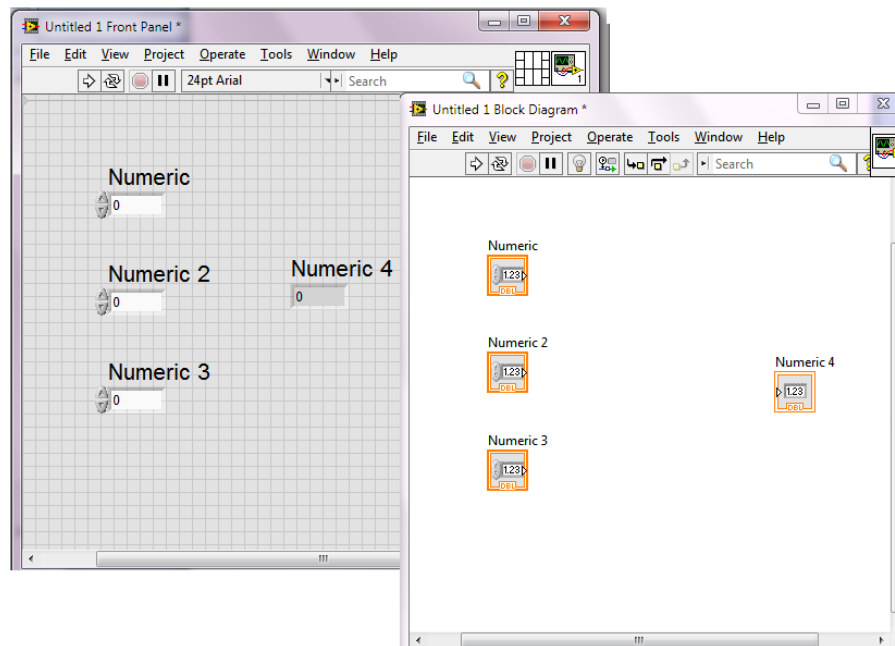 Untitled 1 Front Panel *
File Edit View Project Operate Tools Window Help
24pt Arial Search
1
Numeric
0
Numeric 2
0
Numeric 4
0
Numeric 3
0
Untitled 1 Block Diagram *
File Edit View Project Operate Tools Window Help
Search
Numeric
1.23
DBL
Numeric 2
1.23
DBL
Numeric 4
1.23
DBL
Numeric 3
1.23
DBL